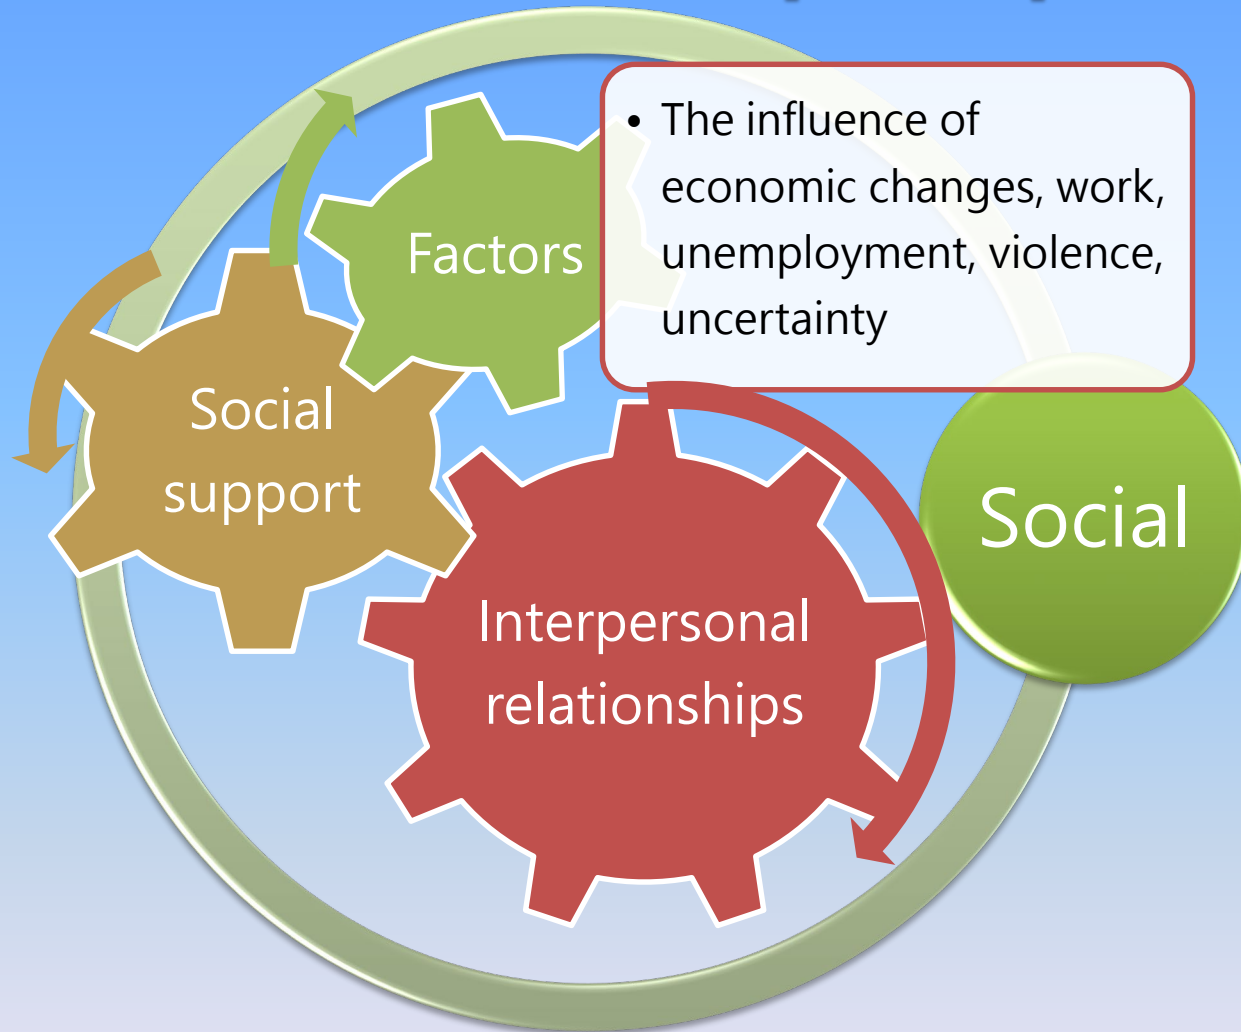 • The influence of
economic changes, work,
unemployment, violence,
uncertainty
Factors
Social
support
Social
Interpersonal
relationships